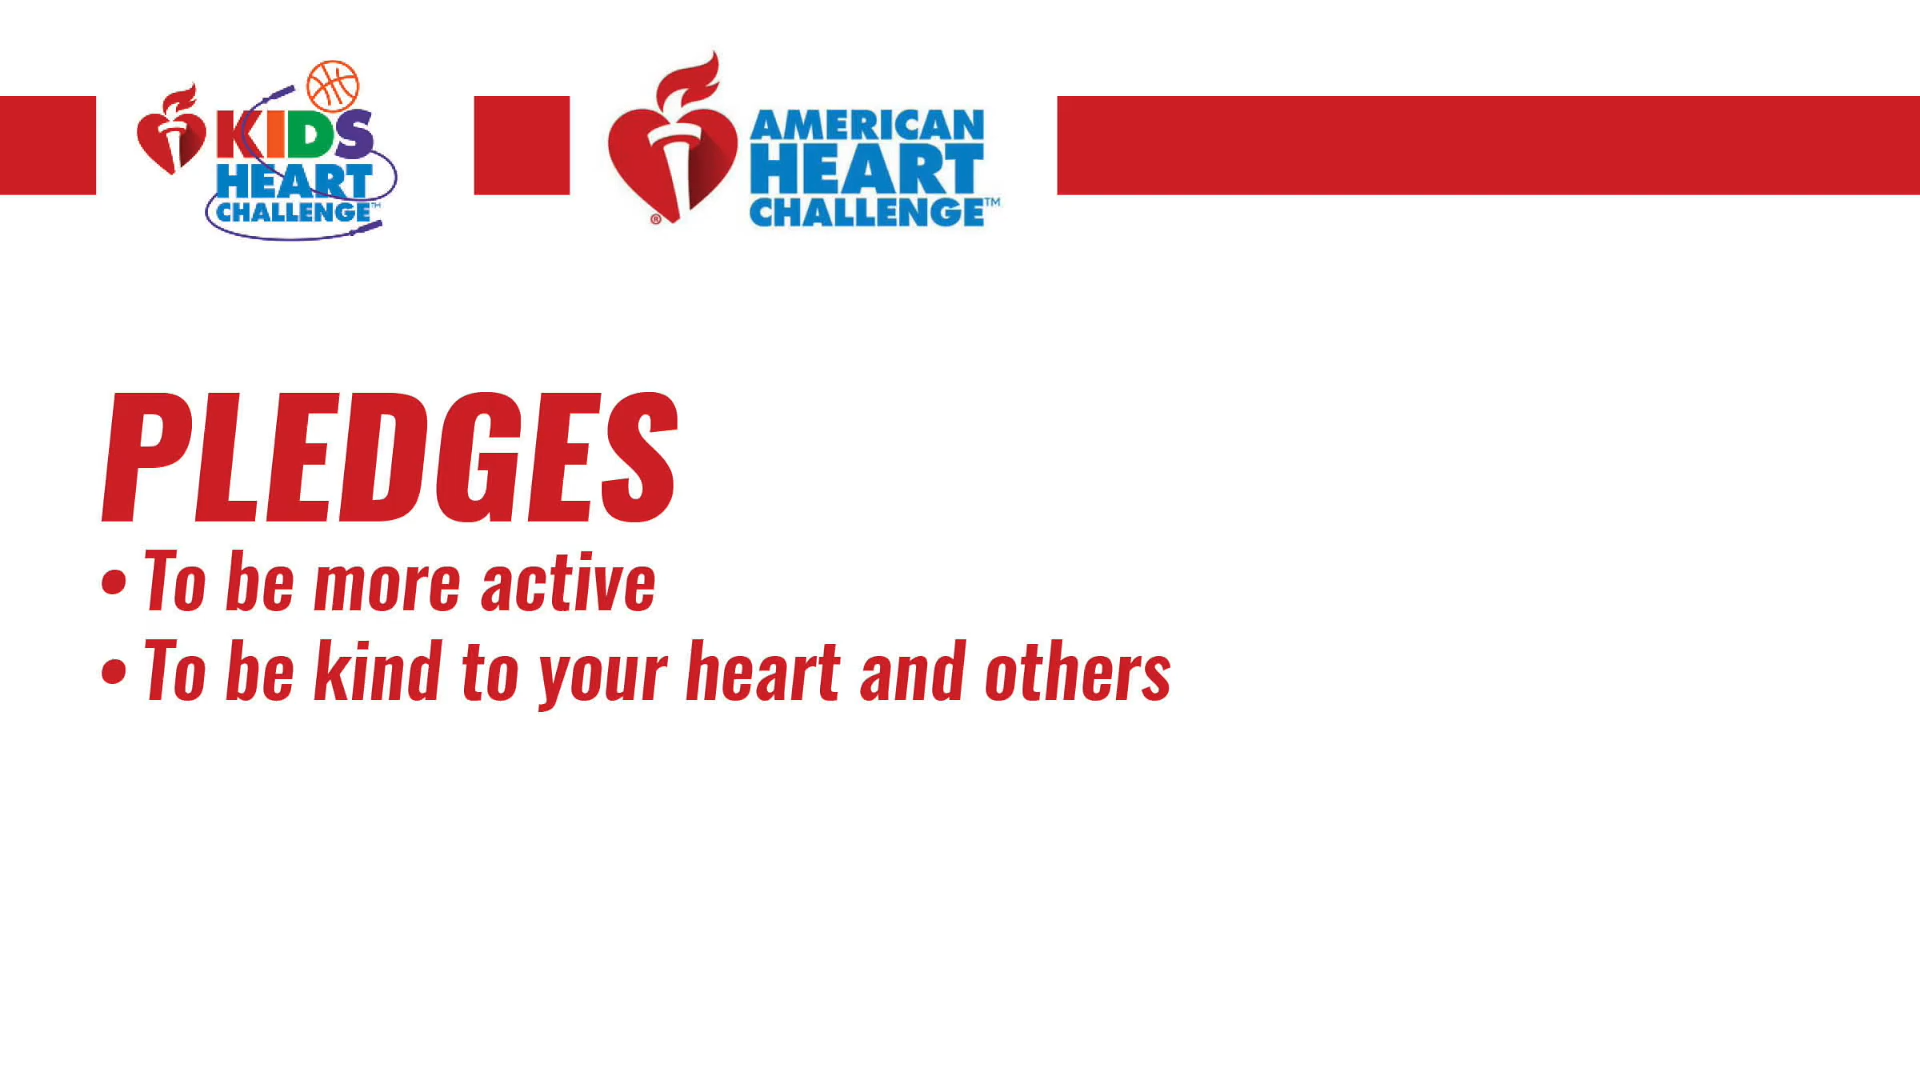 KIDS
HEART
CHALLENGE™
AMERICAN
HEART
CHALLENGE™
®
PLEDGES
• To be more active
• To be kind to your heart and others